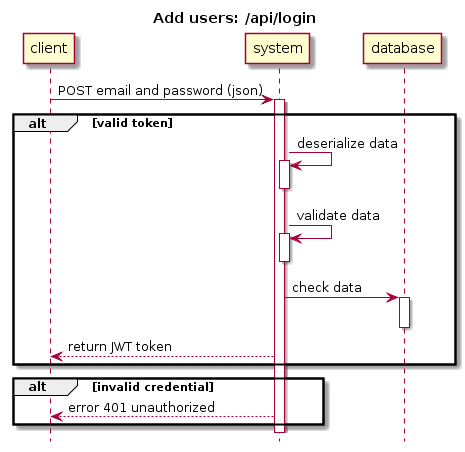 Add users: /api/login
client
system
database
POST email and password (json)
alt [valid token]
deserialize data
validate data
check data
return JWT token
alt [invalid credential]
error 401 unauthorized